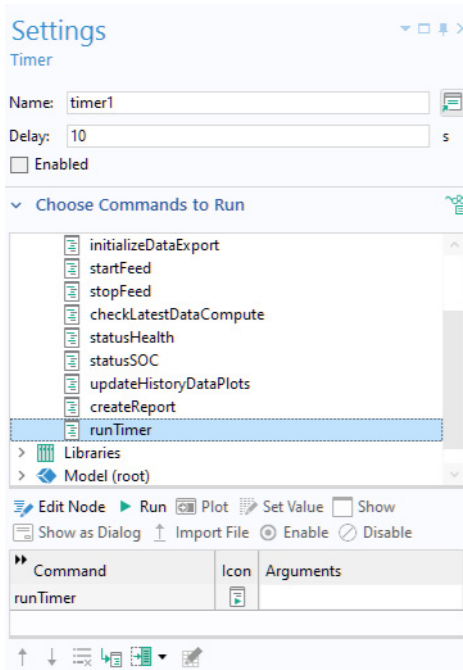 Settings
Timer
Name: timer1
Delay: 10 s
Enabled
Choose Commands to Run
initializeDataExport
startFeed
stopFeed
checkLatestDataCompute
statusHealth
statusSOC
updateHistoryDataPlots
createReport
runTimer
Libraries
Model (root)
Edit Node Run Plot Set Value Show
Show as Dialog Import File Enable Disable
Command Icon Arguments
runTimer